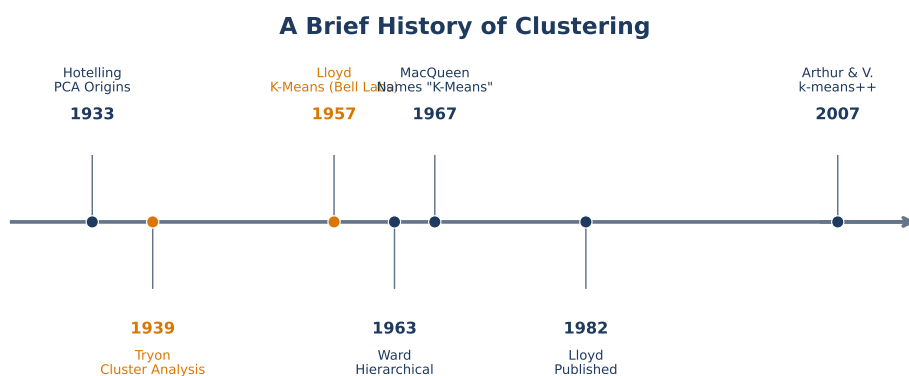 A Brief History of Clustering
Hotelling
PCA Origins
1933
Lloyd
K-Means (Bell Labs)
1957
MacQueen
Names "K-Means"
1967
Arthur & V.
k-means++
2007
1939
Tryon
Cluster Analysis
1963
Ward
Hierarchical
1982
Lloyd
Published